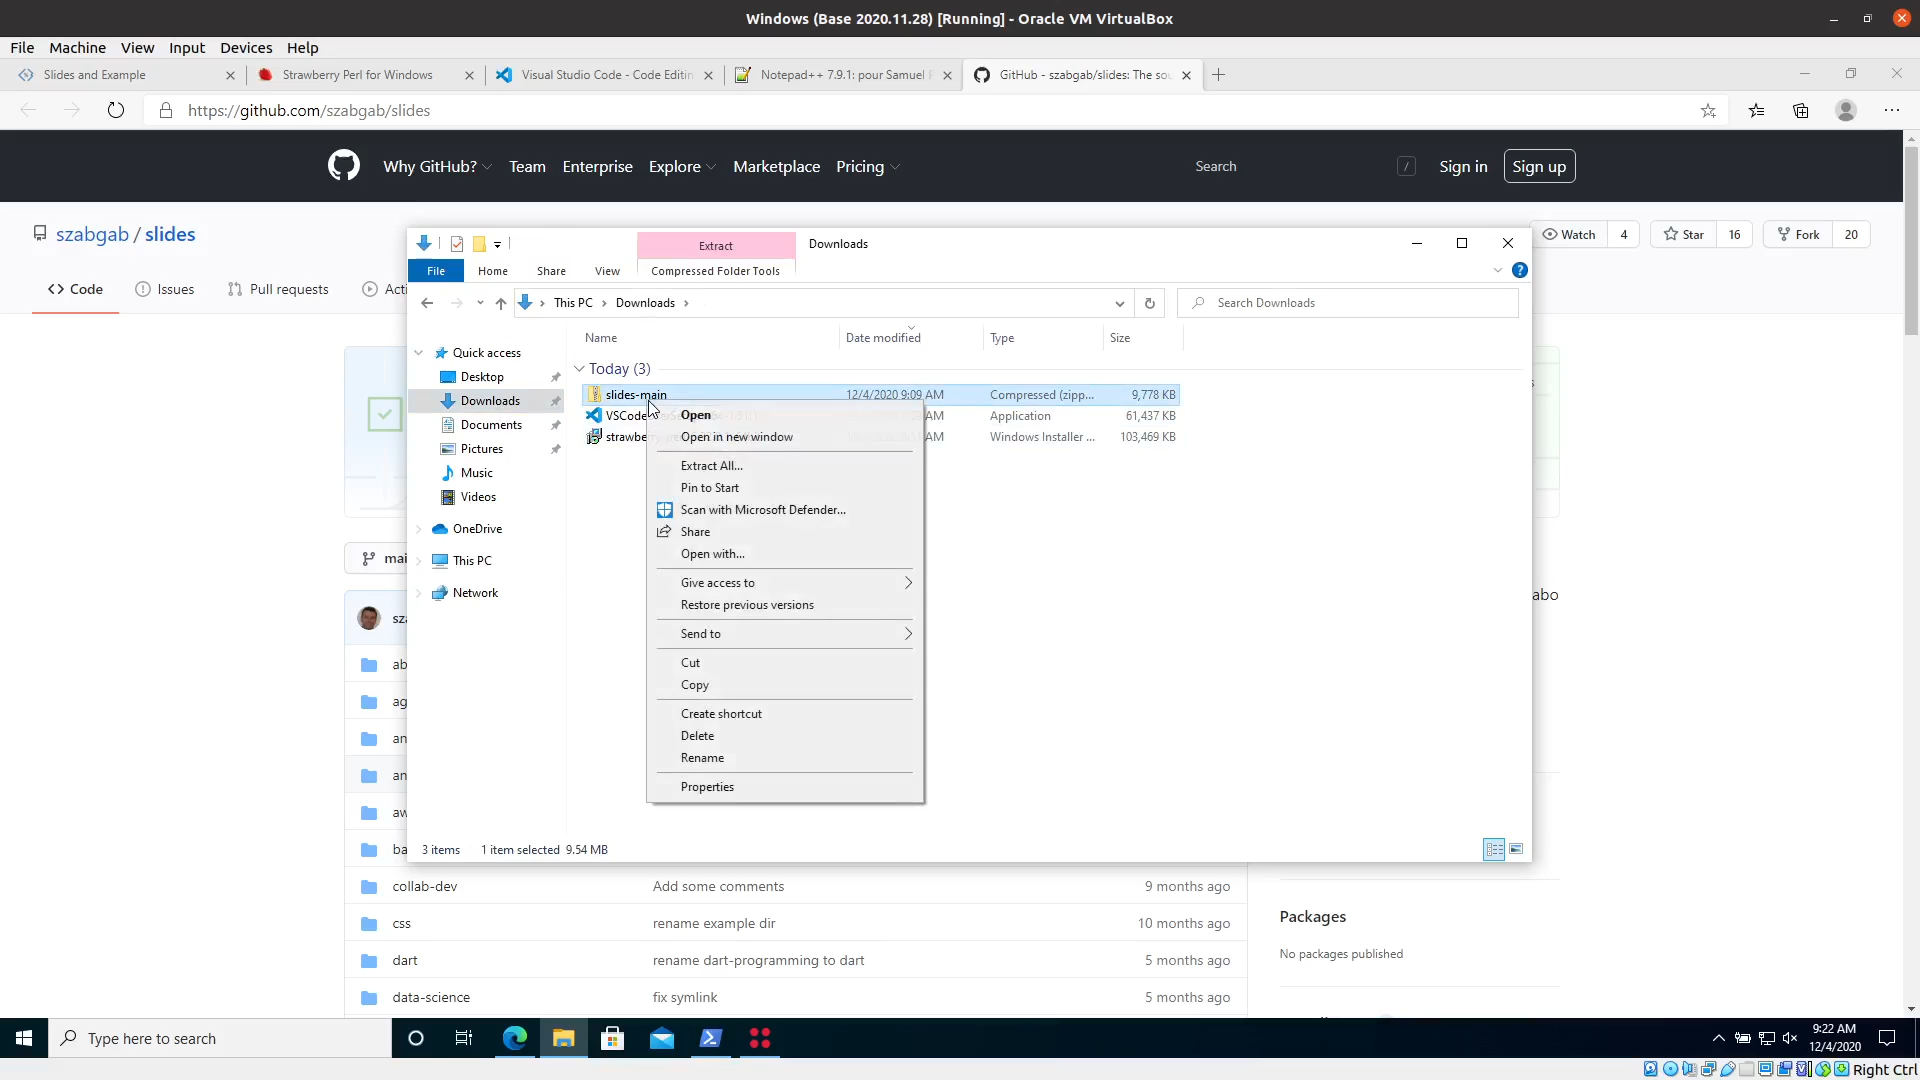 Windows (Base 2020.11.28) [Running] - Oracle VM VirtualBox
File Machine View Input Devices Help
Slides and Example
Strawberry Perl for Windows
Visual Studio Code - Code Editin
Notepad++ 7.9.1: pour Samuel
GitHub - szabgab/slides: The sou
https://github.com/szabgab/slides
Why GitHub? Team Enterprise Explore Marketplace Pricing
Search /
Sign in Sign up
szabgab / slides
Watch 4 Star 16 Fork 20
Code Issues Pull requests Acti
Extract Downloads
File Home Share View Compressed Folder Tools
This PC Downloads
Search Downloads
Name Date modified Type Size
Today (3)
slides-main 12/4/2020 9:09 AM Compressed (zipp... 9,778 KB
VSCode AM Application 61,437 KB
strawberry AM Windows Installer ... 103,469 KB
Quick access
Desktop
Downloads
Documents
Pictures
Music
Videos
OneDrive
This PC
Network
Open
Open in new window
Extract All...
Pin to Start
Scan with Microsoft Defender...
Share
Open with...
Give access to
Restore previous versions
Send to
Cut
Copy
Create shortcut
Delete
Rename
Properties
3 items 1 item selected 9.54 MB
mai
sza
ab
ag
an
an
aw
ba
abo
collab-dev Add some comments 9 months ago
css rename example dir 10 months ago
dart rename dart-programming to dart 5 months ago
data-science fix symlink 5 months ago
Packages
No packages published
Type here to search
9:22 AM
12/4/2020
Right Ctrl